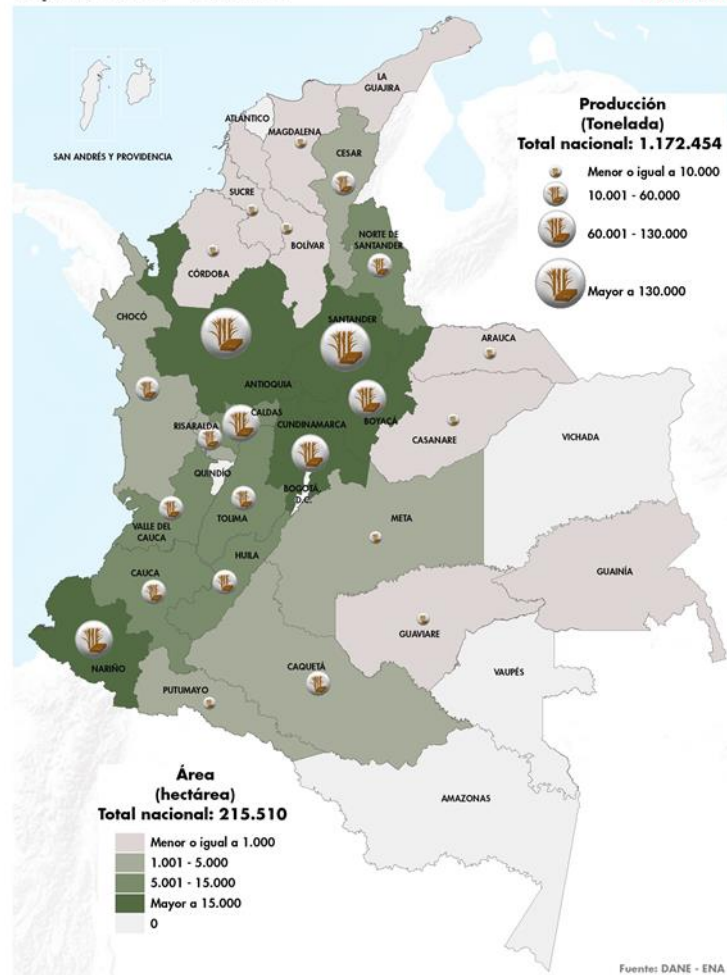 LA
GUAJIRA
ATLÁNTICO
MAGDALENA
SAN ANDRÉS Y PROVIDENCIA
CESAR
SUCRE
NORTE DE
SANTANDER
BOLÍVAR
CÓRDOBA
Producción
(Tonelada)
Total nacional: 1.172.454
Menor o igual a 10.000
10.001 - 60.000
60.001 - 130.000
Mayor a 130.000
CHOCÓ
SANTANDER
ARAUCA
ANTIOQUIA
CALDAS
BOYACÁ
RISARALDA
CUNDINAMARCA
CASANARE
VICHADA
QUINDÍO
BOGOTÁ,
D.C.
VALLE DEL
CAUCA
TOLIMA
META
HUILA
CAUCA
GUAINÍA
GUAVIARE
NARIÑO
CAQUETÁ
VAUPÉS
PUTUMAYO
AMAZONAS
Área
(hectárea)
Total nacional: 215.510
Menor o igual a 1.000
1.001 - 5.000
5.001 - 15.000
Mayor a 15.000
0
Fuente: DANE - ENA